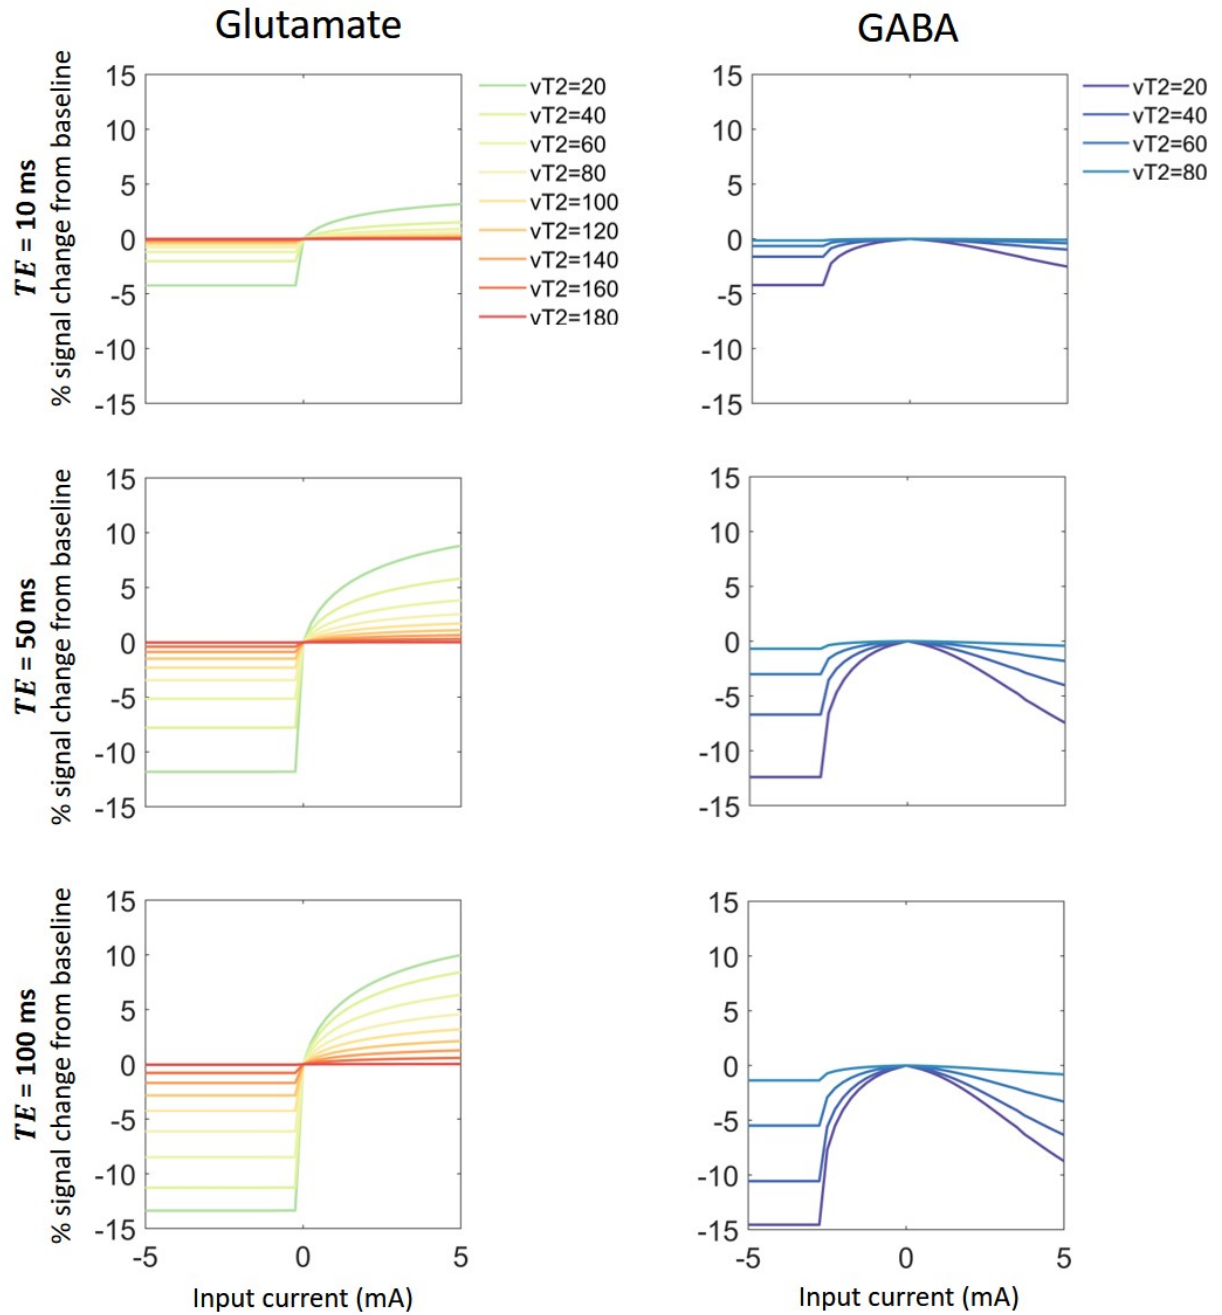 Glutamate
GABA
TE = 10 ms
% signal change from baseline
15
10
5
0
-5
-10
-15
vT2=20
vT2=40
vT2=60
vT2=80
vT2=100
vT2=120
vT2=140
vT2=160
vT2=180
15
10
5
0
-5
-10
-15
vT2=20
vT2=40
vT2=60
vT2=80
TE = 50 ms
% signal change from baseline
15
10
5
0
-5
-10
-15
15
10
5
0
-5
-10
-15
TE = 100 ms
% signal change from baseline
15
10
5
0
-5
-10
-15
-5 0 5
Input current (mA)
15
10
5
0
-5
-10
-15
-5 0 5
Input current (mA)